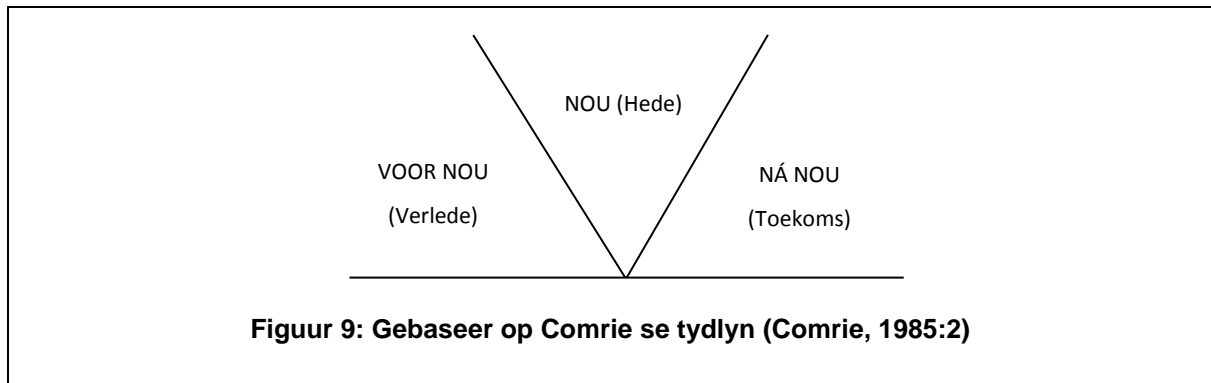 NOU (Hede)
VOOR NOU
(Verlede)
NÁ NOU
(Toekoms)
Figuur 9: Gebaseer op Comrie se tydlyn (Comrie, 1985:2)